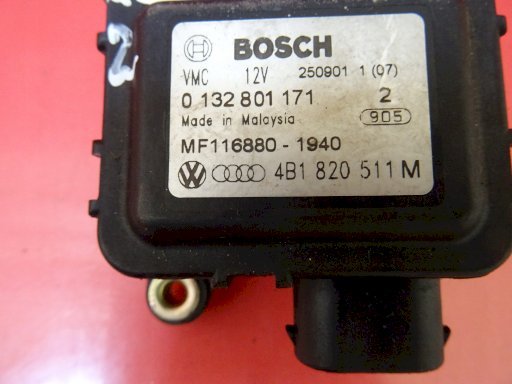 2
BOSCH
VMC 12V 250901 1 (07)
0 132 801 171 2
Made in Malaysia 905
MF116880 - 1940
4B1 820 511 M